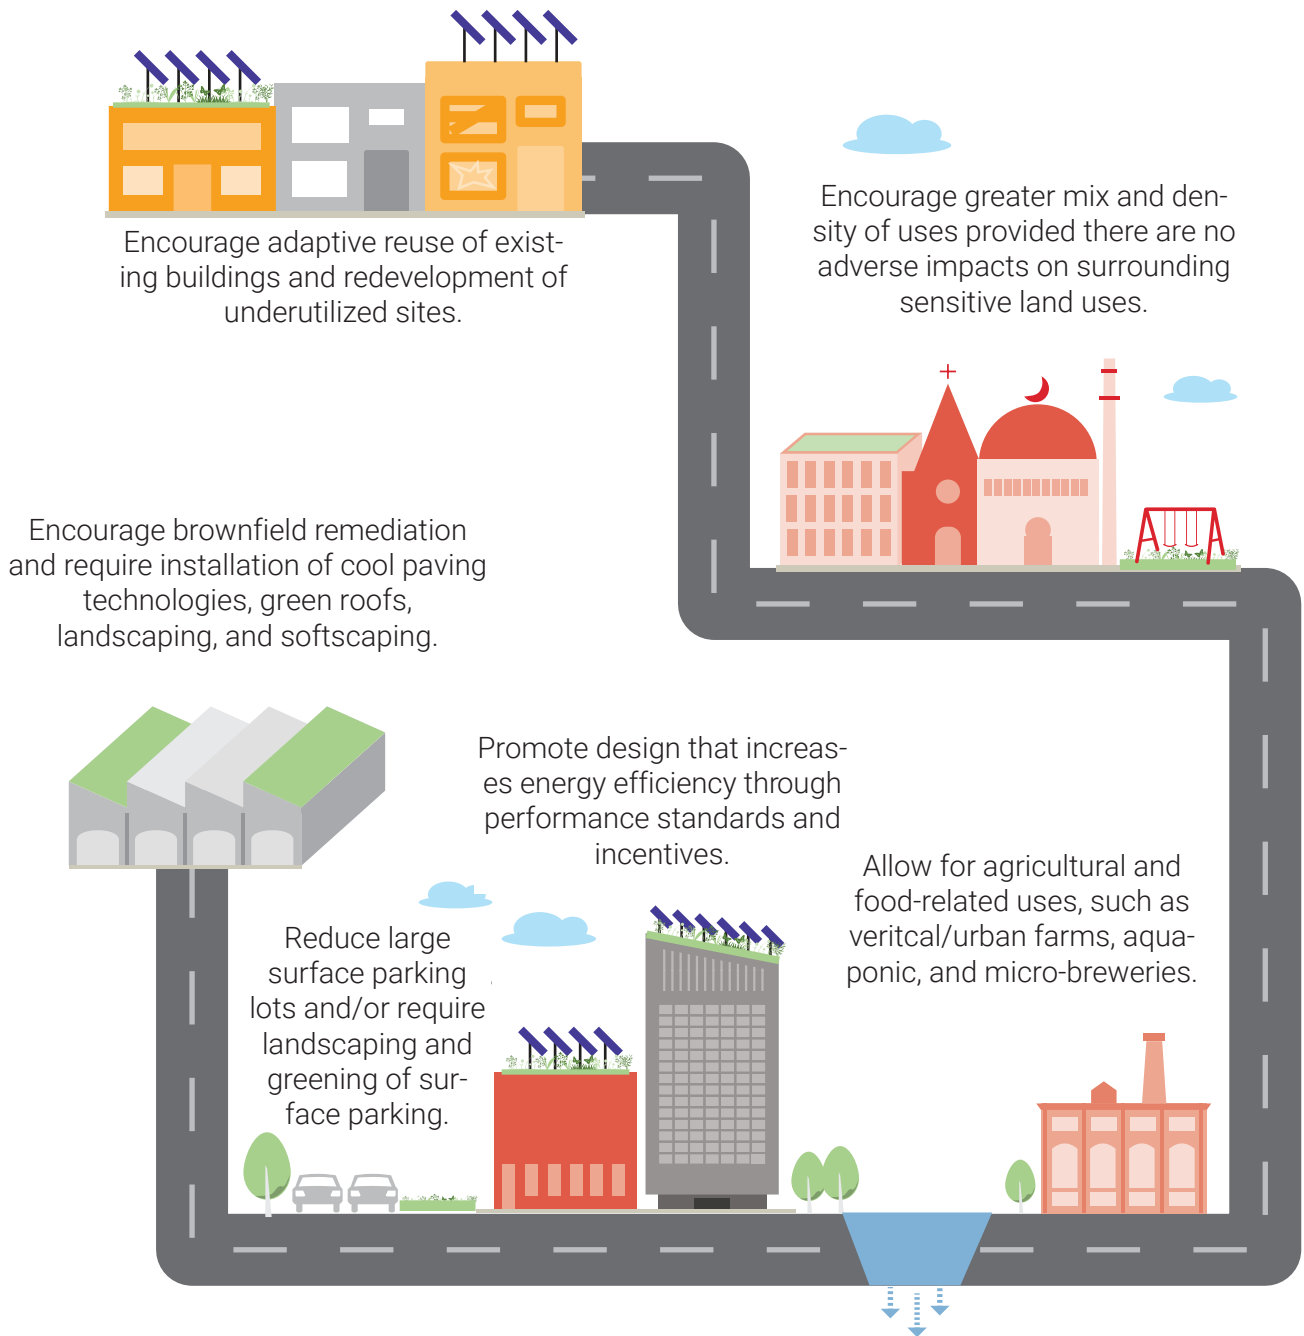 Encourage adaptive reuse of exist-
ing buildings and redevelopment of
underutilized sites.
Encourage greater mix and den-
sity of uses provided there are no
adverse impacts on surrounding
sensitive land uses.
Encourage brownfield remediation
and require installation of cool paving
technologies, green roofs,
landscaping, and softscaping.
Promote design that increas-
es energy efficiency through
performance standards and
incentives.
Allow for agricultural and
food-related uses, such as
veritcal/urban farms, aqua-
ponic, and micro-breweries.
Reduce large
surface parking
lots and/or require
landscaping and
greening of sur-
face parking.